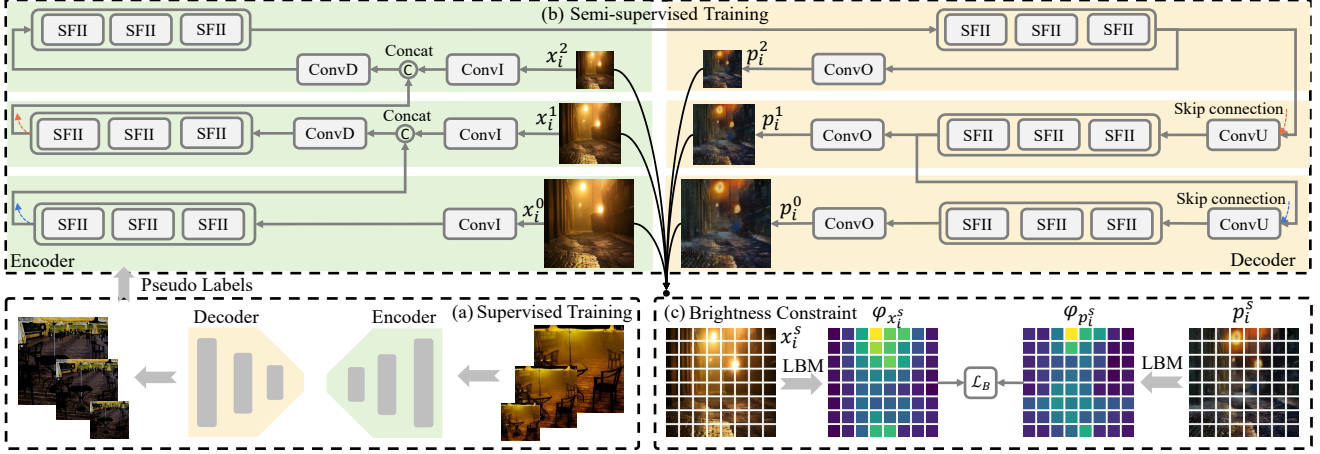 (b) Semi-supervised Training
SFII SFII SFII
SFII SFII SFII
Concat
ConvD C ConvI x_i^2
p_i^2 ConvO
Concat
SFII SFII SFII ConvD C ConvI x_i^1
p_i^1 ConvO SFII SFII SFII Skip connection ConvU
SFII SFII SFII ConvI x_i^0
p_i^0 ConvO SFII SFII SFII Skip connection ConvU
Encoder
Decoder
Pseudo Labels
(a) Supervised Training
Decoder
Encoder
(c) Brightness Constraint
x_i^s
LBM
φ_{x_i^s}
ℒ_B
φ_{p_i^s}
LBM
p_i^s